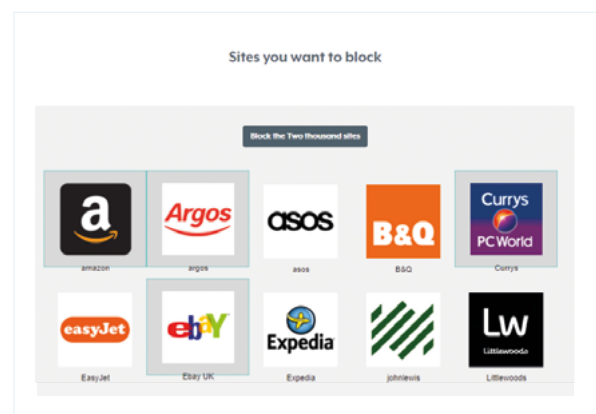 Sites you want to block
Block the Two thousand sites
a
Argos
asos
B&Q
Currys
PC World
amazon
argos
asos
B&Q
Currys
easyJet
ebaY
Expedia
LW
Littlewoods
EasyJet
Ebay UK
Expedia
johnlewis
Littlewoods